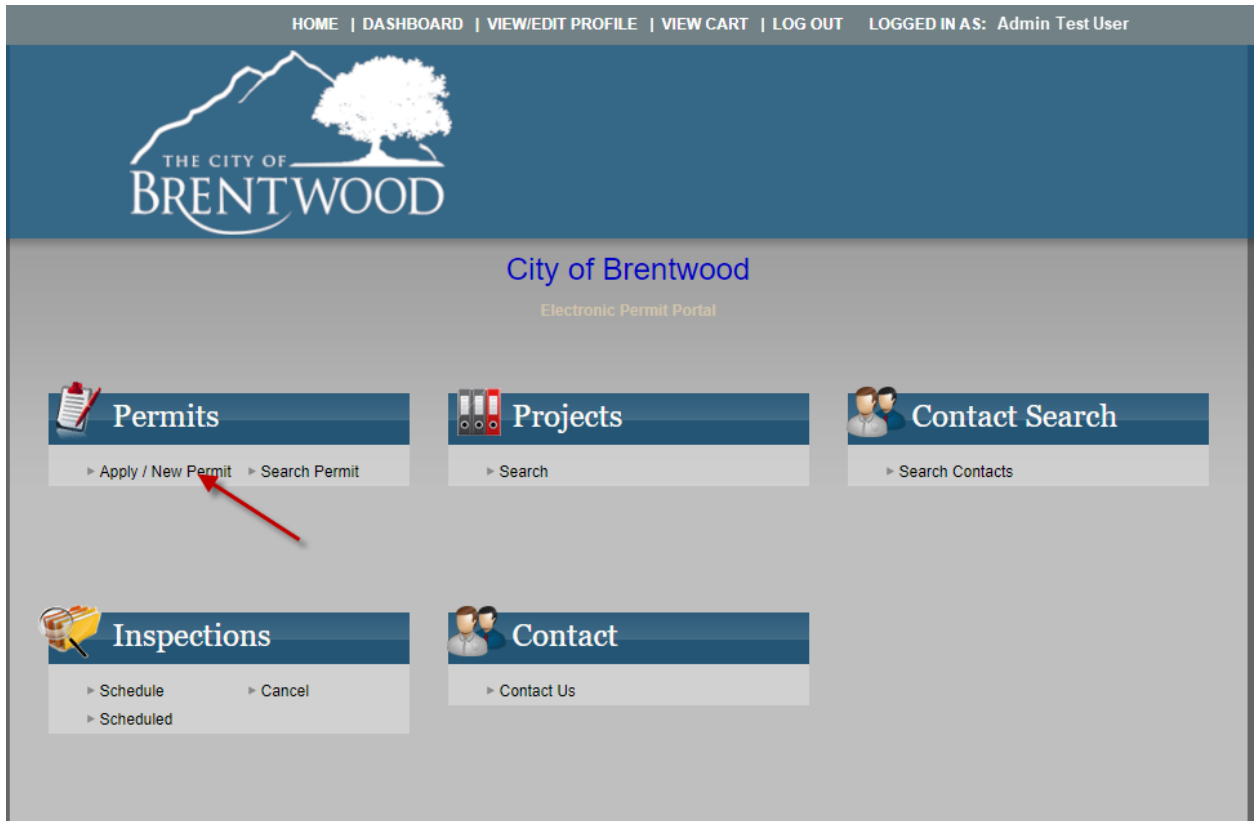 HOME | DASHBOARD | VIEW/EDIT PROFILE | VIEW CART | LOG OUT LOGGED IN AS: Admin Test User
THE CITY OF
BRENTWOOD
City of Brentwood
Electronic Permit Portal
Permits
Apply / New Permit Search Permit
Projects
Search
Contact Search
Search Contacts
Inspections
Schedule Cancel
Scheduled
Contact
Contact Us